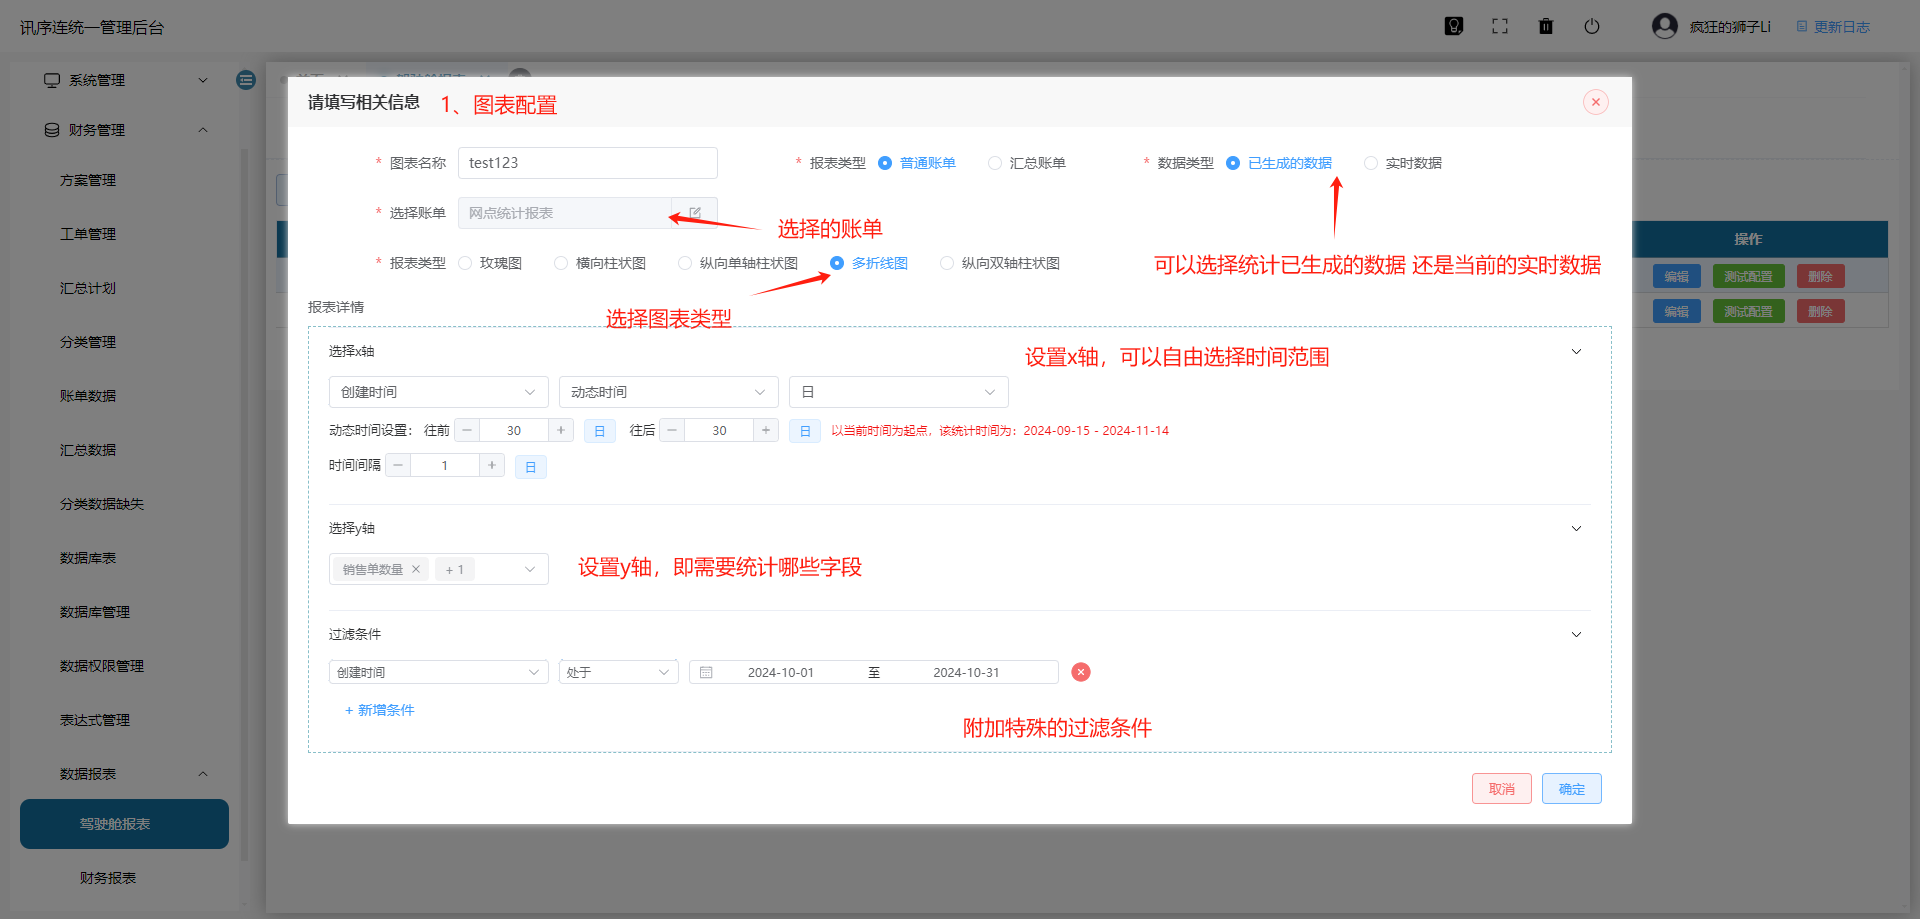 讯序连统一管理后台
疯狂的狮子Li
更新日志
系统管理
财务管理
方案管理
工单管理
汇总计划
分类管理
账单数据
汇总数据
分类数据缺失
数据库表
数据库管理
数据权限管理
表达式管理
数据报表
驾驶舱报表
财务报表
请填写相关信息 1、图表配置
* 图表名称 test123 * 报表类型 普通账单 汇总账单 * 数据类型 已生成的数据 实时数据
* 选择账单 网点统计报表
选择的账单
* 报表类型 玫瑰图 横向柱状图 纵向单轴柱状图 多折线图 纵向双轴柱状图
可以选择统计已生成的数据 还是当前的实时数据
操作
编辑 测试配置 删除
编辑 测试配置 删除
报表详情
选择图表类型
选择x轴
设置x轴，可以自由选择时间范围
创建时间 动态时间 日
动态时间设置： 往前 30 日 往后 30 日 以当前时间为起点，该统计时间为：2024-09-15 - 2024-11-14
时间间隔 1 日
选择y轴
销售单数量 + 1
设置y轴，即需要统计哪些字段
过滤条件
创建时间 处于 2024-10-01 至 2024-10-31
+ 新增条件
附加特殊的过滤条件
取消 确定